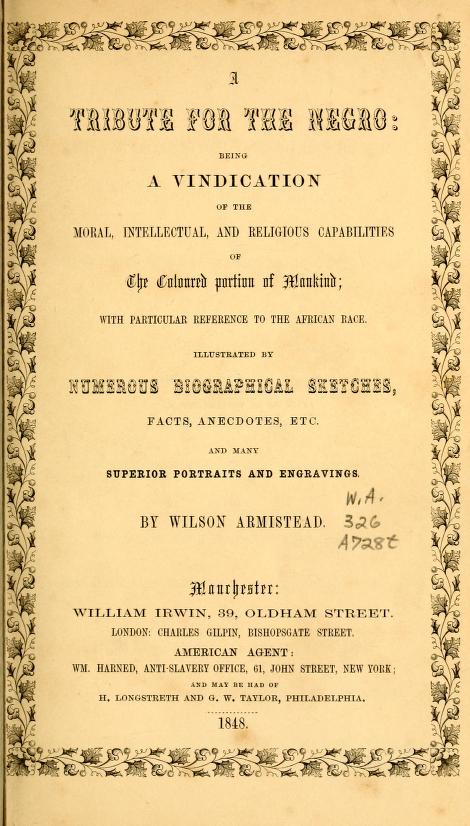 A
TRIBUTE FOR THE NEGRO:
BEING
A VINDICATION
OF THE
MORAL, INTELLECTUAL, AND RELIGIOUS CAPABILITIES
OF
The Coloured portion of Mankind;
WITH PARTICULAR REFERENCE TO THE AFRICAN RACE.
ILLUSTRATED BY
NUMEROUS BIOGRAPHICAL SKETCHES,
FACTS, ANECDOTES, ETC.
AND MANY
SUPERIOR PORTRAITS AND ENGRAVINGS.
BY WILSON ARMISTEAD.
W.A.
326
A728t
Manchester:
WILLIAM IRWIN, 39, OLDHAM STREET.
LONDON: CHARLES GILPIN, BISHOPSGATE STREET.
AMERICAN AGENT:
WM. HARNED, ANTI-SLAVERY OFFICE, 61, JOHN STREET, NEW YORK;
AND MAY BE HAD OF
H. LONGSTRETH AND G. W. TAYLOR, PHILADELPHIA.
1848.